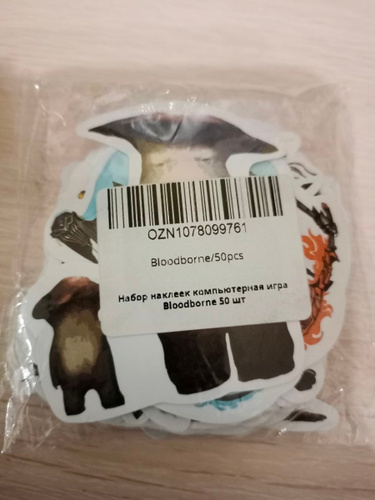 OZN1078099761
Bloodborne/50pcs
Набор наклеек компьютерная игра
Bloodborne 50 шт